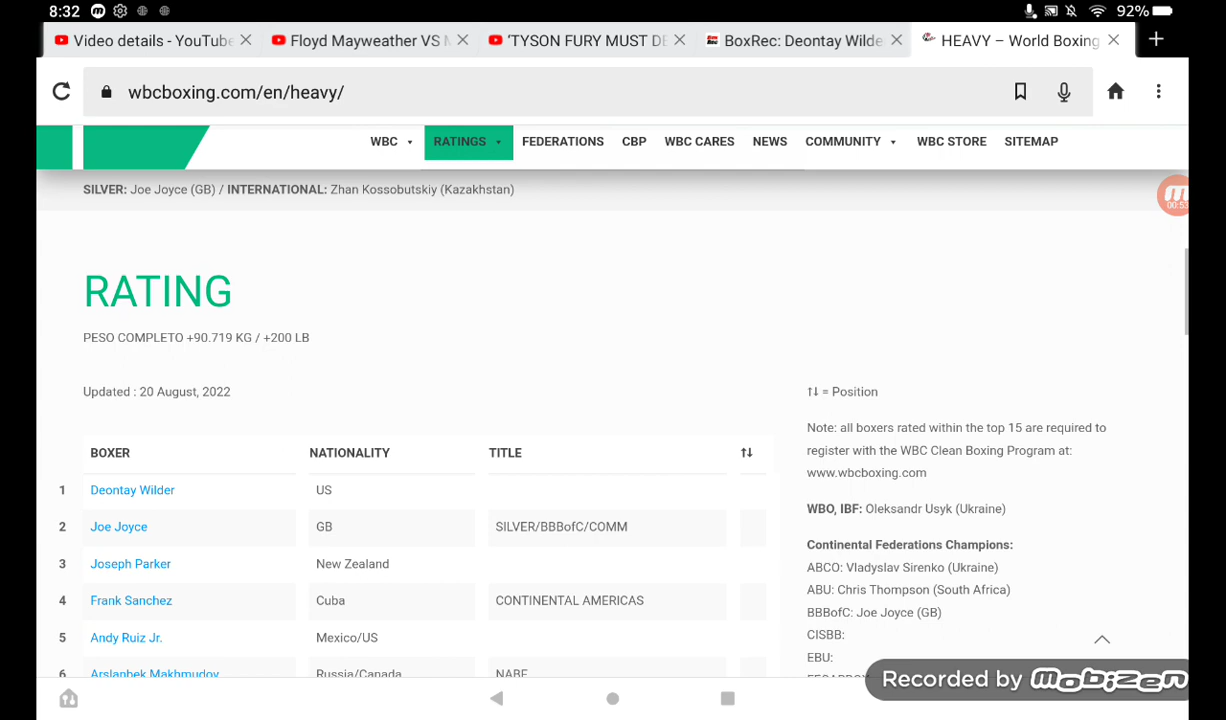 8:32
92%
Video details - YouTube
Floyd Mayweather VS M
‘TYSON FURY MUST DE
BoxRec: Deontay Wilde
HEAVY – World Boxing
wbcboxing.com/en/heavy/
WBC RATINGS FEDERATIONS CBP WBC CARES NEWS COMMUNITY WBC STORE SITEMAP
SILVER: Joe Joyce (GB) / INTERNATIONAL: Zhan Kossobutskiy (Kazakhstan)
00:53
RATING
PESO COMPLETO +90.719 KG / +200 LB
Updated : 20 August, 2022
BOXER NATIONALITY TITLE ↑↓
1 Deontay Wilder US
2 Joe Joyce GB SILVER/BBBofC/COMM
3 Joseph Parker New Zealand
4 Frank Sanchez Cuba CONTINENTAL AMERICAS
5 Andy Ruiz Jr. Mexico/US
6 Arslanbek Makhmudov Russia/Canada NABF
↑↓ = Position
Note: all boxers rated within the top 15 are required to
register with the WBC Clean Boxing Program at:
www.wbcboxing.com
WBO, IBF: Oleksandr Usyk (Ukraine)
Continental Federations Champions:
ABCO: Vladyslav Sirenko (Ukraine)
ABU: Chris Thompson (South Africa)
BBBofC: Joe Joyce (GB)
CISBB:
EBU:
Recorded by mobizen